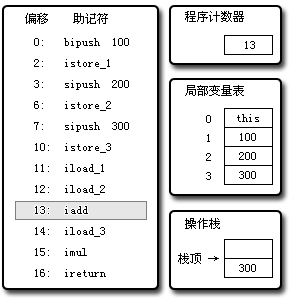 偏移 助记符
0: bipush 100
2: istore_1
3: sipush 200
6: istore_2
7: sipush 300
10: istore_3
11: iload_1
12: iload_2
13: iadd
14: iload_3
15: imul
16: ireturn
程序计数器
13
局部变量表
0 this
1 100
2 200
3 300
操作栈
栈顶 →
300